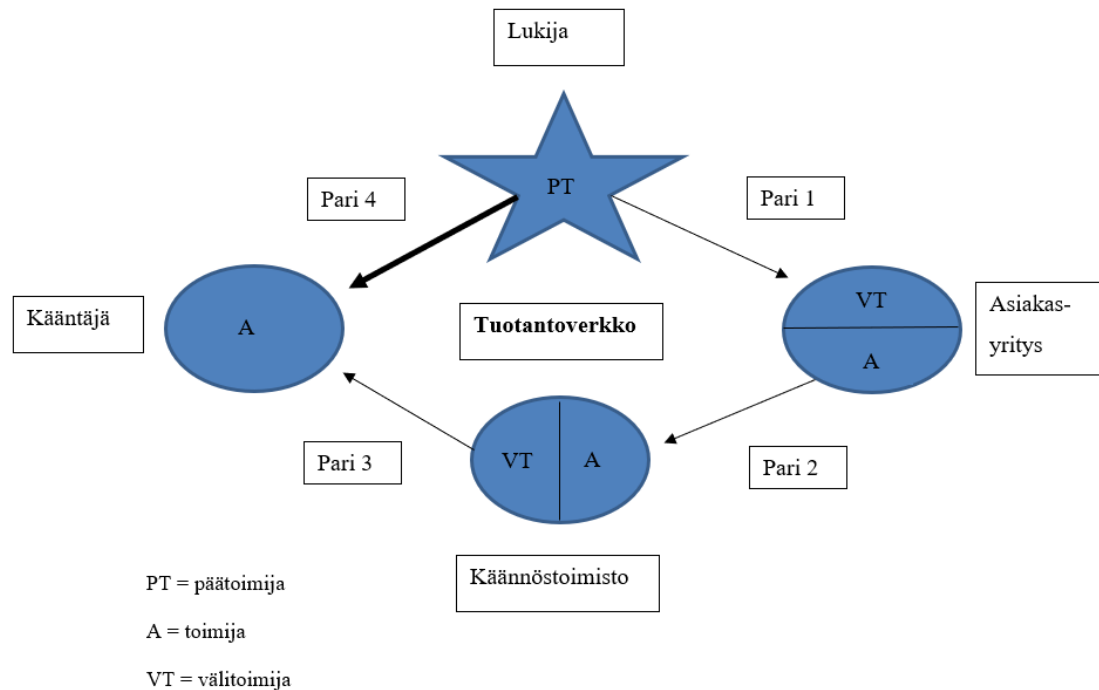 Lukija
PT
Pari 4
Pari 1
Kääntäjä
A
Tuotantoverkko
VT
A
Asiakas-
yritys
Pari 3
VT
A
Pari 2
Käännöstoimisto
PT = päätoimija
A = toimija
VT = välitoimija